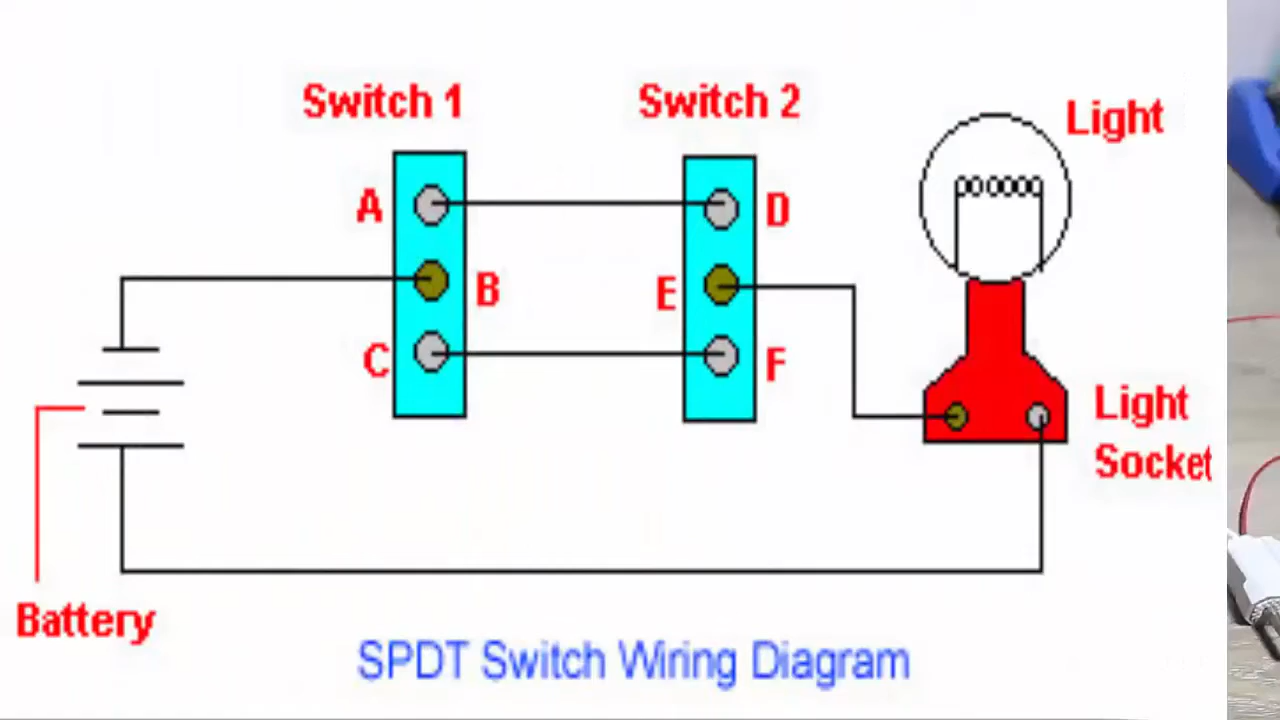 Switch 1
Switch 2
Light
A
D
B
E
C
F
Light
Socket
Battery
SPDT Switch Wiring Diagram